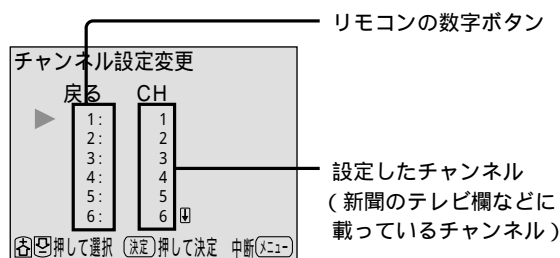 リモコンの数字ボタン
チャンネル設定変更
戻る CH
1: 1
2: 2
3: 3
4: 4
5: 5
6: 6
押して選択 決定 押して決定 中断 メニュー
設定したチャンネル
(新聞のテレビ欄などに
載っているチャンネル)